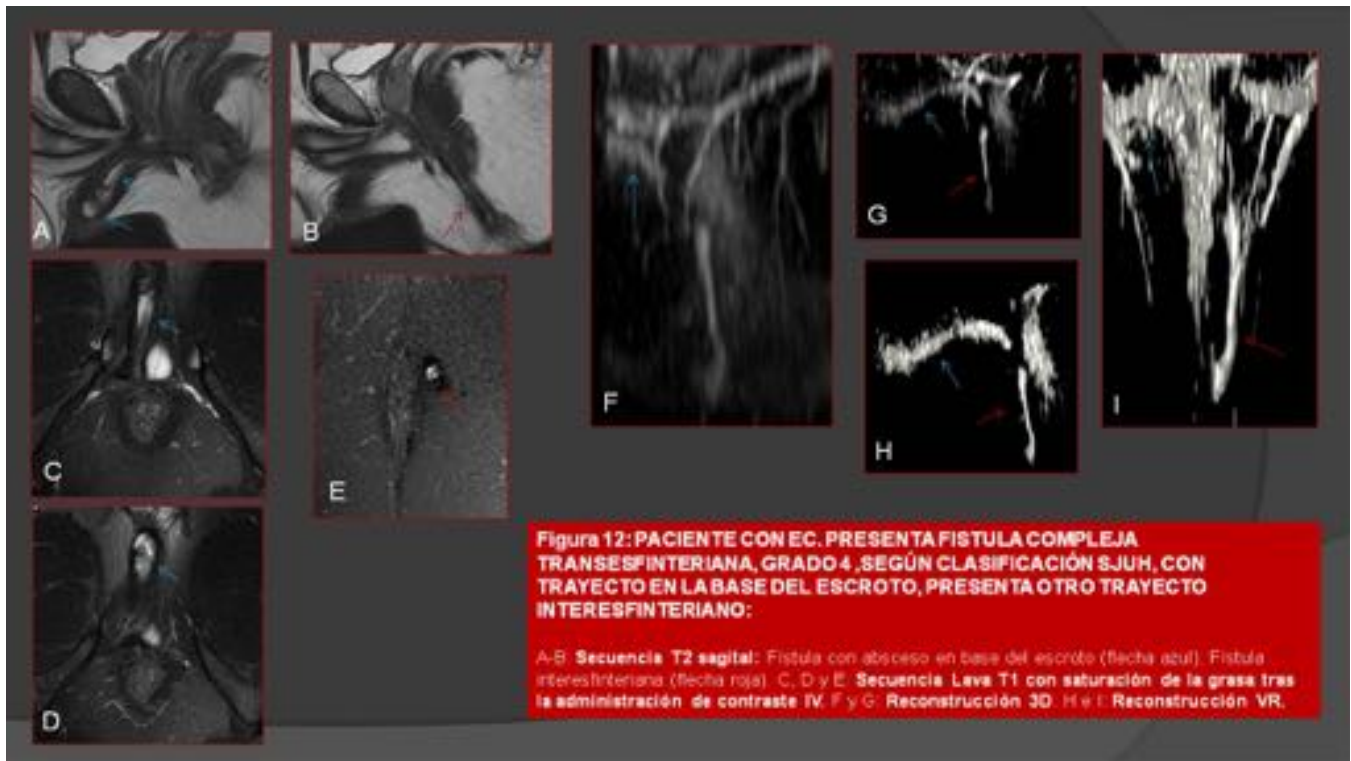 A
B
C
D
E
F
G
H
I
Figura 12: PACIENTE CON EC. PRESENTA FISTULA COMPLEJA
TRANSESFINTERIANA, GRADO 4 ,SEGÚN CLASIFICACIÓN SJUH, CON
TRAYECTO EN LA BASE DEL ESCROTO, PRESENTA OTRO TRAYECTO
INTERESFINTERIANO:
A-B: Secuencia T2 sagital: Fistula con absceso en base del escroto (flecha azul). Fistula
interesfinteriana (flecha roja). C, D y E: Secuencia Lava T1 con saturación de la grasa tras
la administración de contraste IV. F y G: Reconstrucción 3D. H e I: Reconstrucción VR.